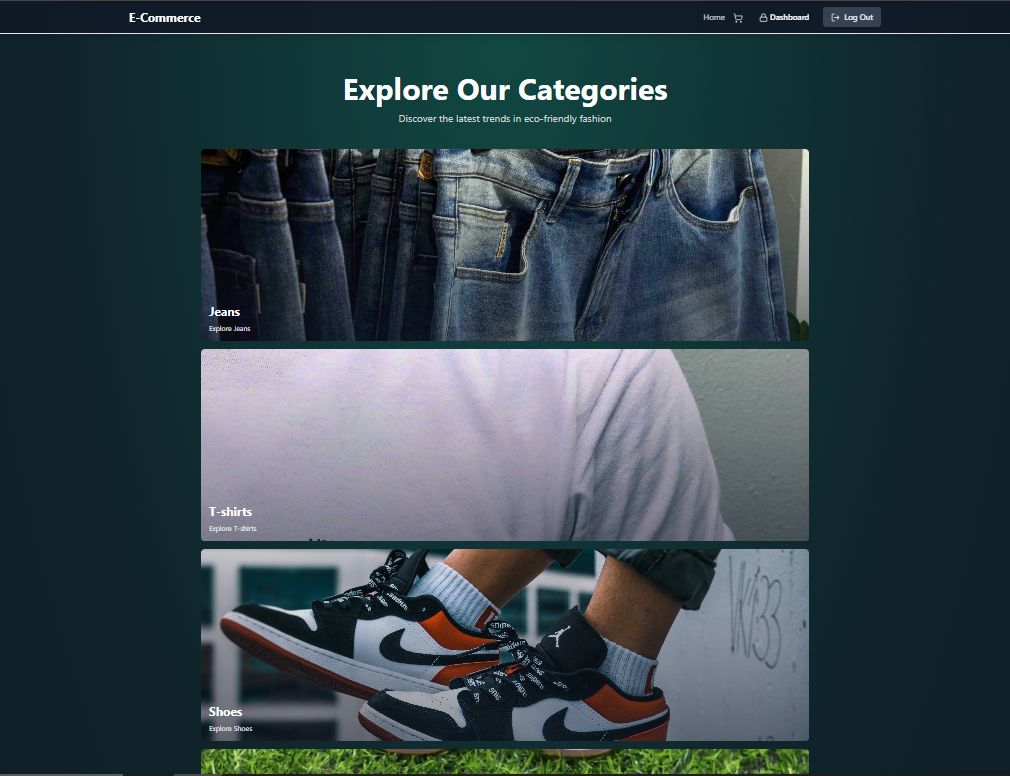 E-Commerce
Home
Dashboard
Log Out
Explore Our Categories
Discover the latest trends in eco-friendly fashion
Jeans
Explore Jeans
T-shirts
Explore T-shirts
Shoes
Explore Shoes